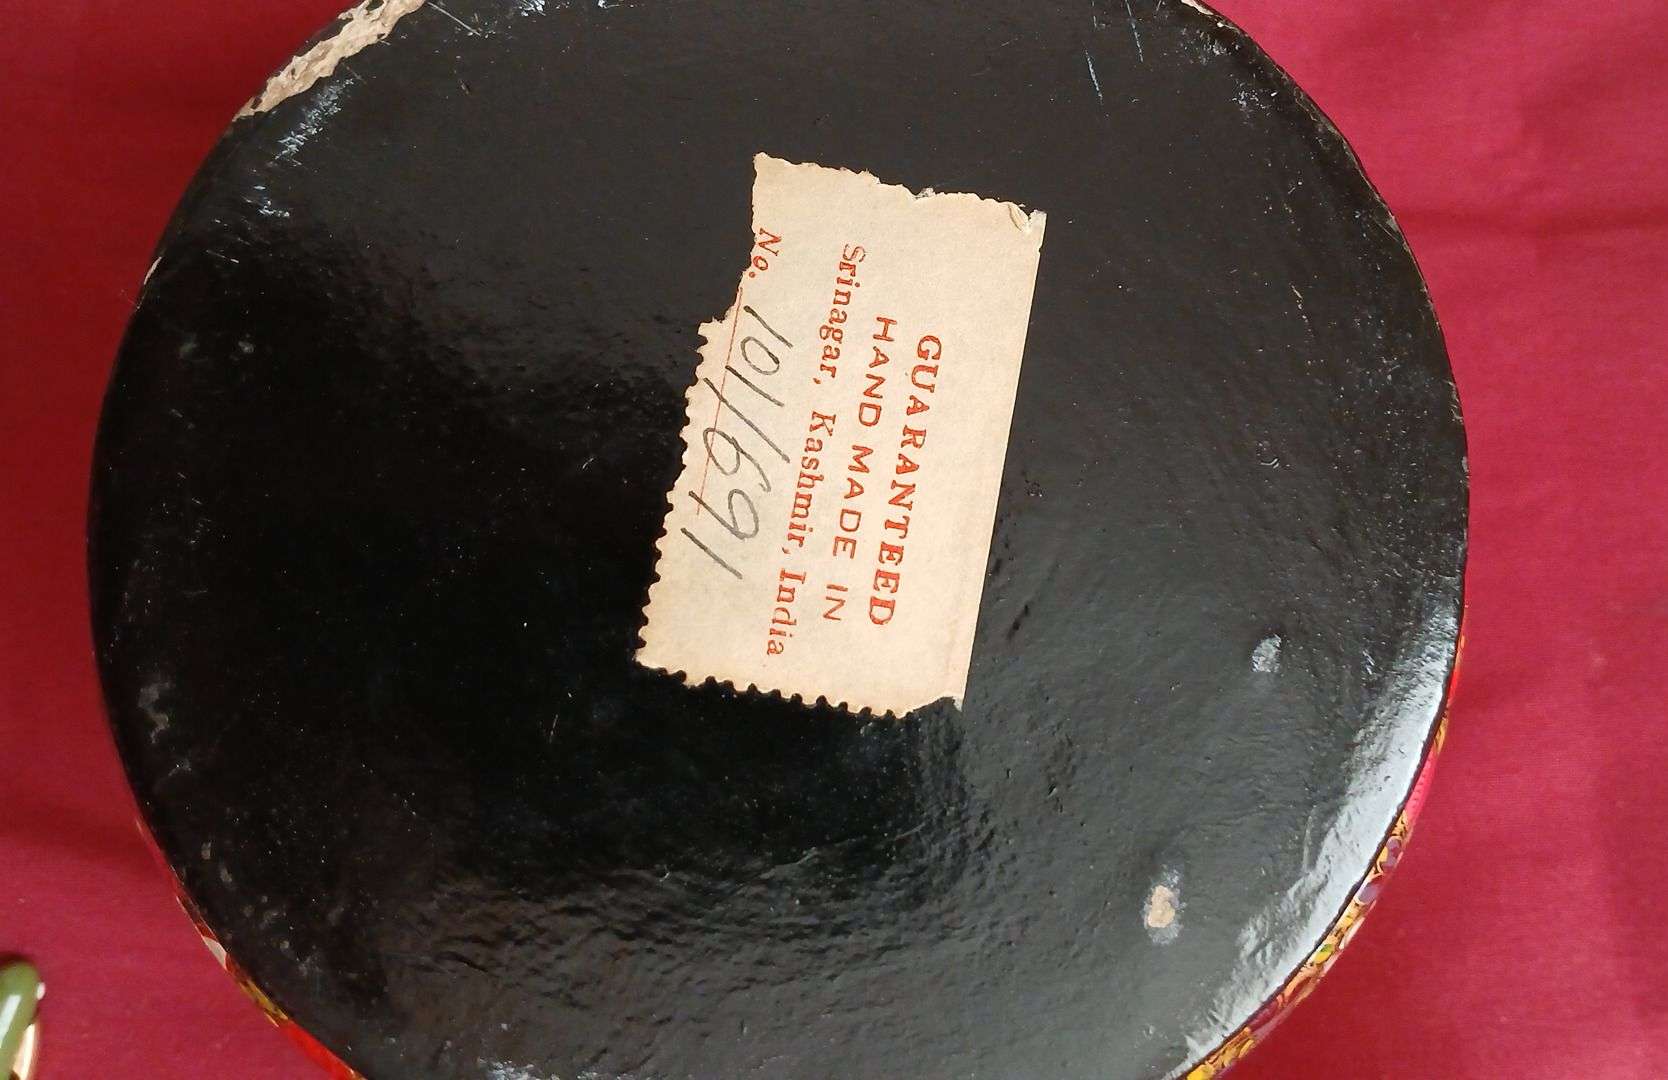 GUARANTEED
HAND MADE IN
Srinagar, Kashmir, India
No. 101/691